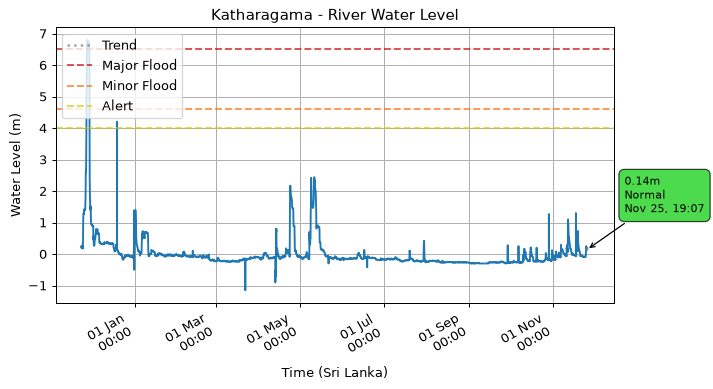 Katharagama - River Water Level
Trend
Major Flood
Minor Flood
Alert
7
6
5
4
3
2
1
0
−1
Water Level (m)
0.14m
Normal
Nov 25, 19:07
01 Jan
00:00
01 Mar
00:00
01 May
00:00
01 Jul
00:00
01 Sep
00:00
01 Nov
00:00
Time (Sri Lanka)